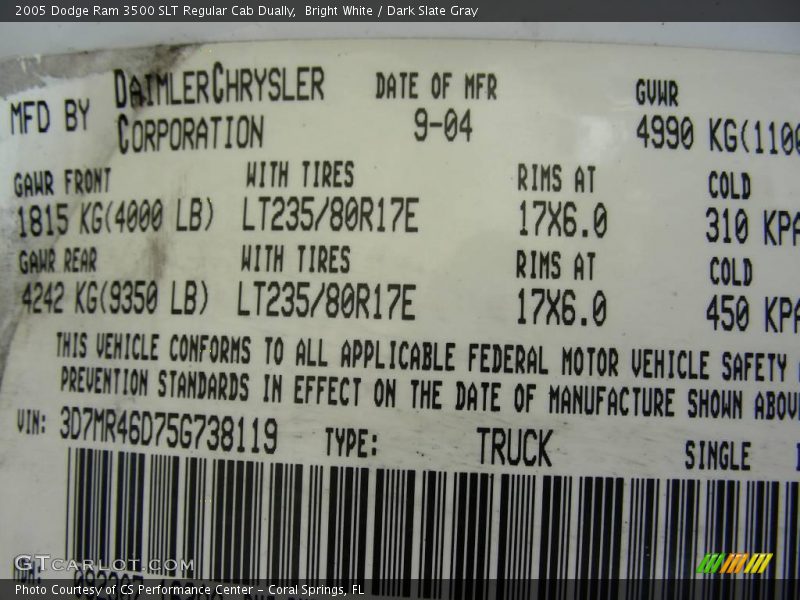 2005 Dodge Ram 3500 SLT Regular Cab Dually, Bright White / Dark Slate Gray
MFD BY DAIMLERCHRYSLER CORPORATION DATE OF MFR 9-04 GVWR 4990 KG(1100
GAWR FRONT WITH TIRES RIMS AT COLD
1815 KG(4000 LB) LT235/80R17E 17X6.0 310 KPA
GAWR REAR WITH TIRES RIMS AT COLD
4242 KG(9350 LB) LT235/80R17E 17X6.0 450 KPA
THIS VEHICLE CONFORMS TO ALL APPLICABLE FEDERAL MOTOR VEHICLE SAFETY
PREVENTION STANDARDS IN EFFECT ON THE DATE OF MANUFACTURE SHOWN ABOV
VIN: 3D7MR46D75G738119 TYPE: TRUCK SINGLE
GTCARLOT.COM
Photo Courtesy of CS Performance Center - Coral Springs, FL